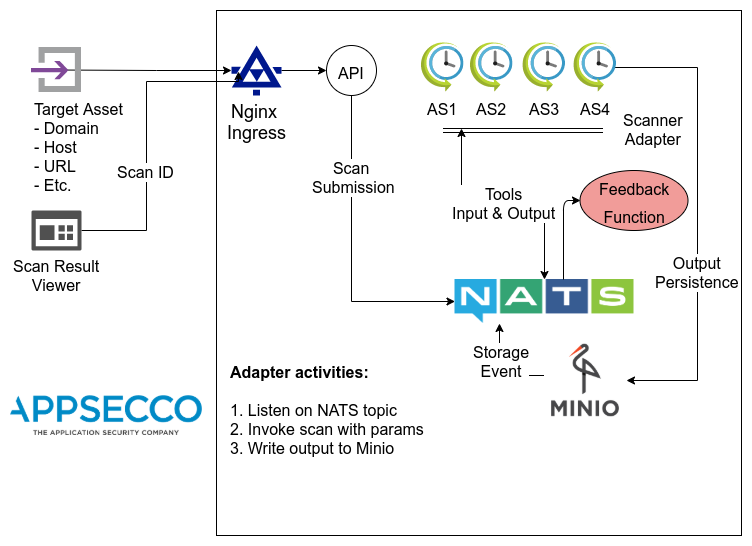 Target Asset
- Domain
- Host
- URL
- Etc.
Scan ID
Scan Result
Viewer
Nginx
Ingress
API
Scan
Submission
AS1
AS2
AS3
AS4
Scanner
Adapter
Tools
Input & Output
Feedback
Function
NATS
Output
Persistence
Storage
Event
MINIO
Adapter activities:
1. Listen on NATS topic
2. Invoke scan with params
3. Write output to Minio
APPSECCO
THE APPLICATION SECURITY COMPANY